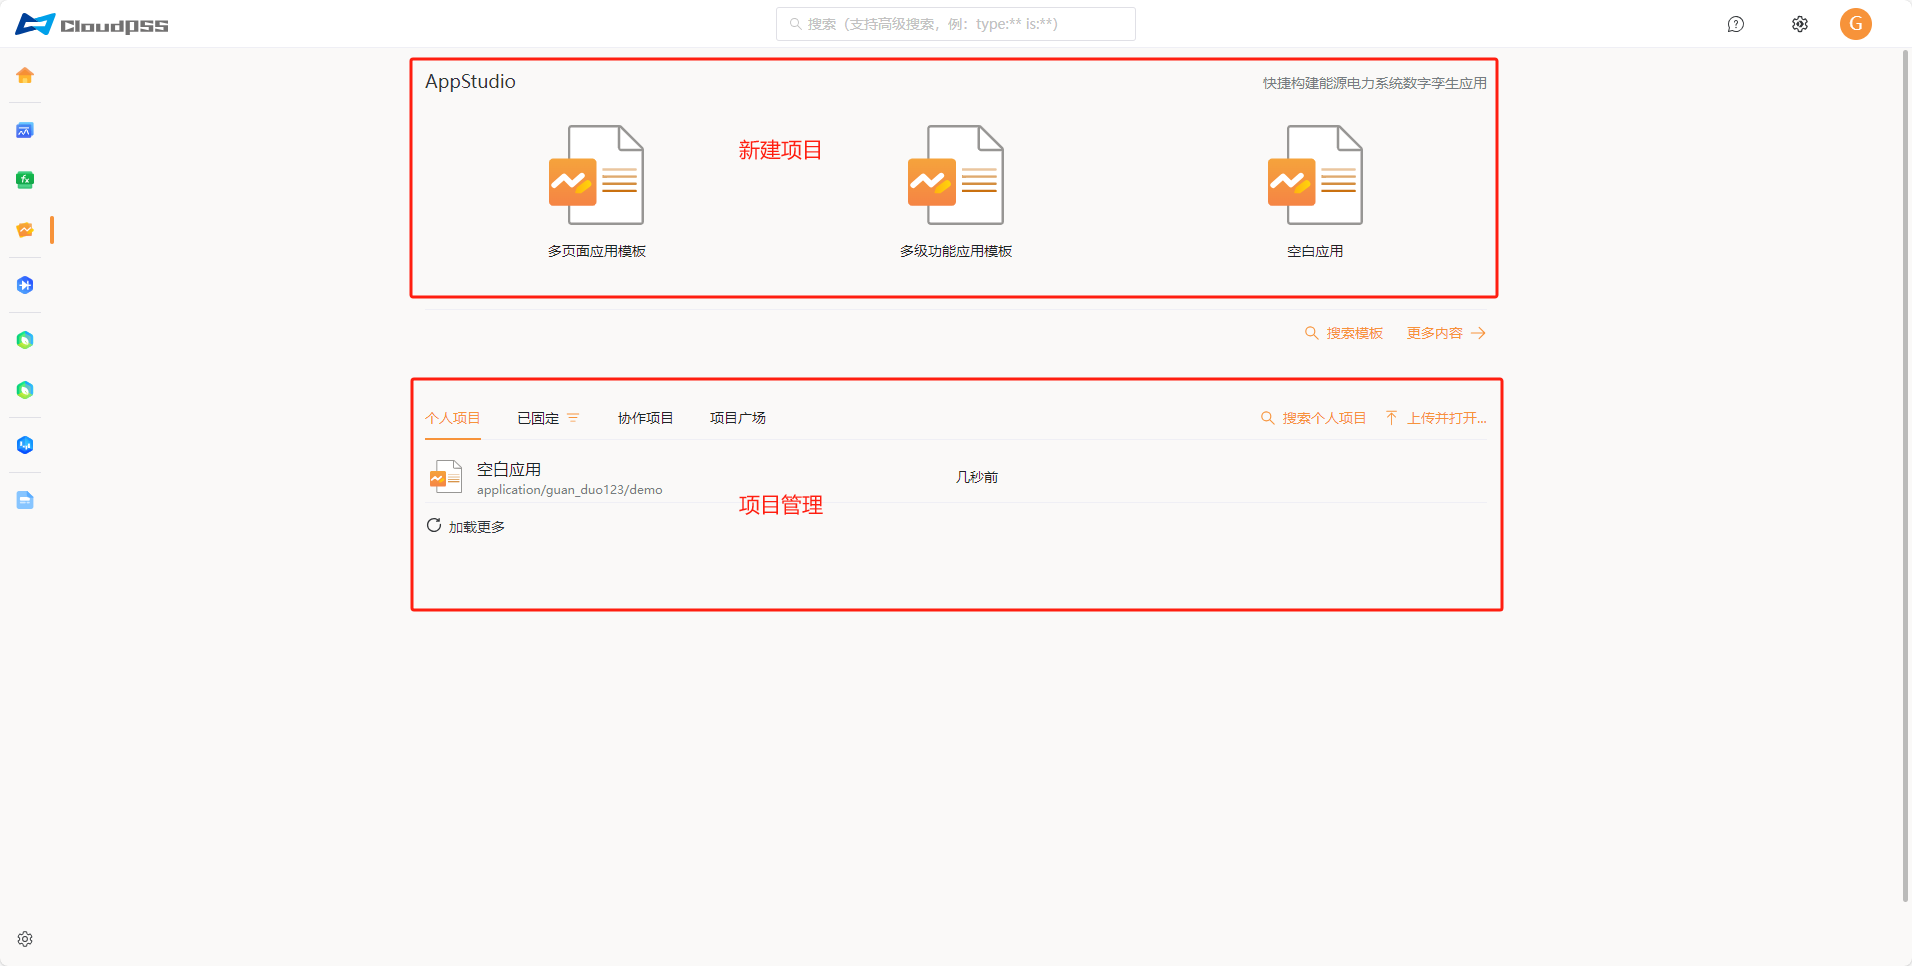 CloudPSS
搜索（支持高级搜索，例：type:** is:**）
G
AppStudio
快捷构建能源电力系统数字孪生应用
新建项目
多页面应用模板
多级功能应用模板
空白应用
搜索模板
更多内容
个人项目
已固定
协作项目
项目广场
搜索个人项目
上传并打开...
空白应用
几秒前
application/guan_duo123/demo
项目管理
加载更多